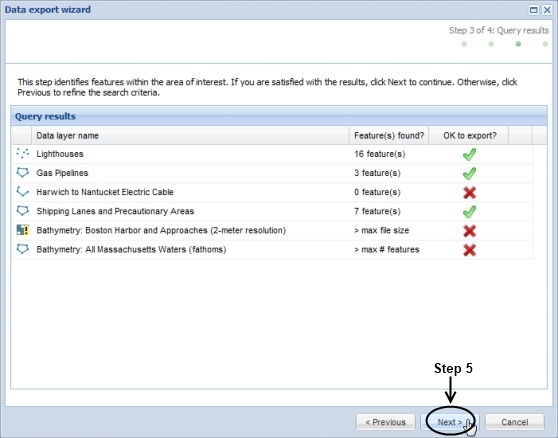 Data export wizard
Step 3 of 4: Query results
This step identifies features within the area of interest. If you are satisfied with the results, click Next to continue. Otherwise, click
Previous to refine the search criteria.
Query results
Data layer name Feature(s) found? OK to export?
Lighthouses 16 feature(s)
Gas Pipelines 3 feature(s)
Harwich to Nantucket Electric Cable 0 feature(s)
Shipping Lanes and Precautionary Areas 7 feature(s)
Bathymetry: Boston Harbor and Approaches (2-meter resolution) > max file size
Bathymetry: All Massachusetts Waters (fathoms) > max # features
Step 5
< Previous Next > Cancel